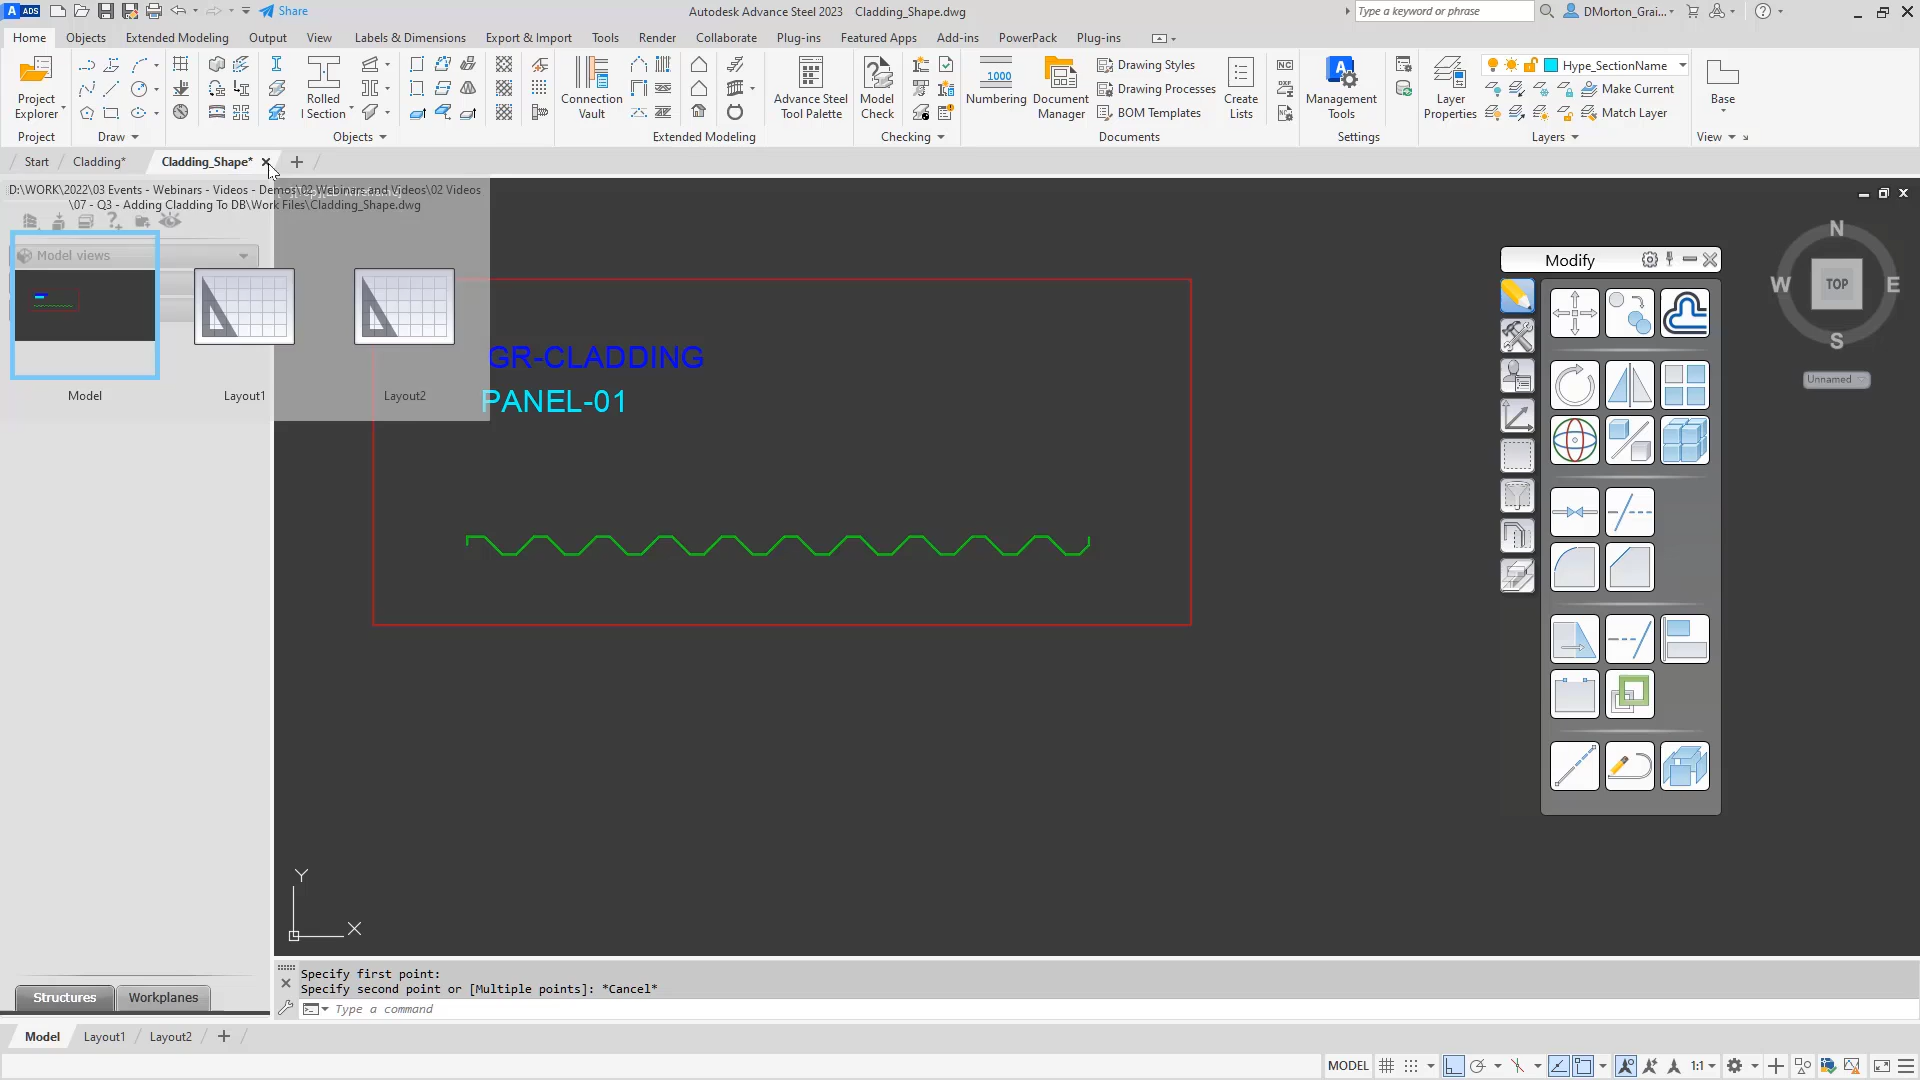 A ADS
Share
Autodesk Advance Steel 2023 Cladding_Shape.dwg
Type a keyword or phrase
DMorton_Grai...
Home Objects Extended Modeling Output View Labels & Dimensions Export & Import Tools Render Collaborate Plug-ins Featured Apps Add-ins PowerPack Plug-ins
Project
Explorer
Project
Draw
Rolled
I Section
Objects
Connection
Vault
Extended Modeling
Advance Steel
Tool Palette
Model
Check
Checking
1000
Numbering
Document
Manager
Drawing Styles
Drawing Processes
BOM Templates
Create
Lists
NC
DXF
NC
Documents
A
Management
Tools
Settings
Layer
Properties
Hype_SectionName
Make Current
Match Layer
Layers
Base
View
Start Cladding* Cladding_Shape*
D:\WORK\2022\03 Events - Webinars - Videos - Demos\02 Webinars and Videos\02 Videos
\07 - Q3 - Adding Cladding To DB\Work Files\Cladding_Shape.dwg
Model views
Model
Layout1
Layout2
GR-CLADDING
PANEL-01
Modify
N
W
TOP
E
S
Unnamed
Y
X
Structures Workplanes
Specify first point:
Specify second point or [Multiple points]: *Cancel*
Type a command
Model Layout1 Layout2
MODEL
1:1